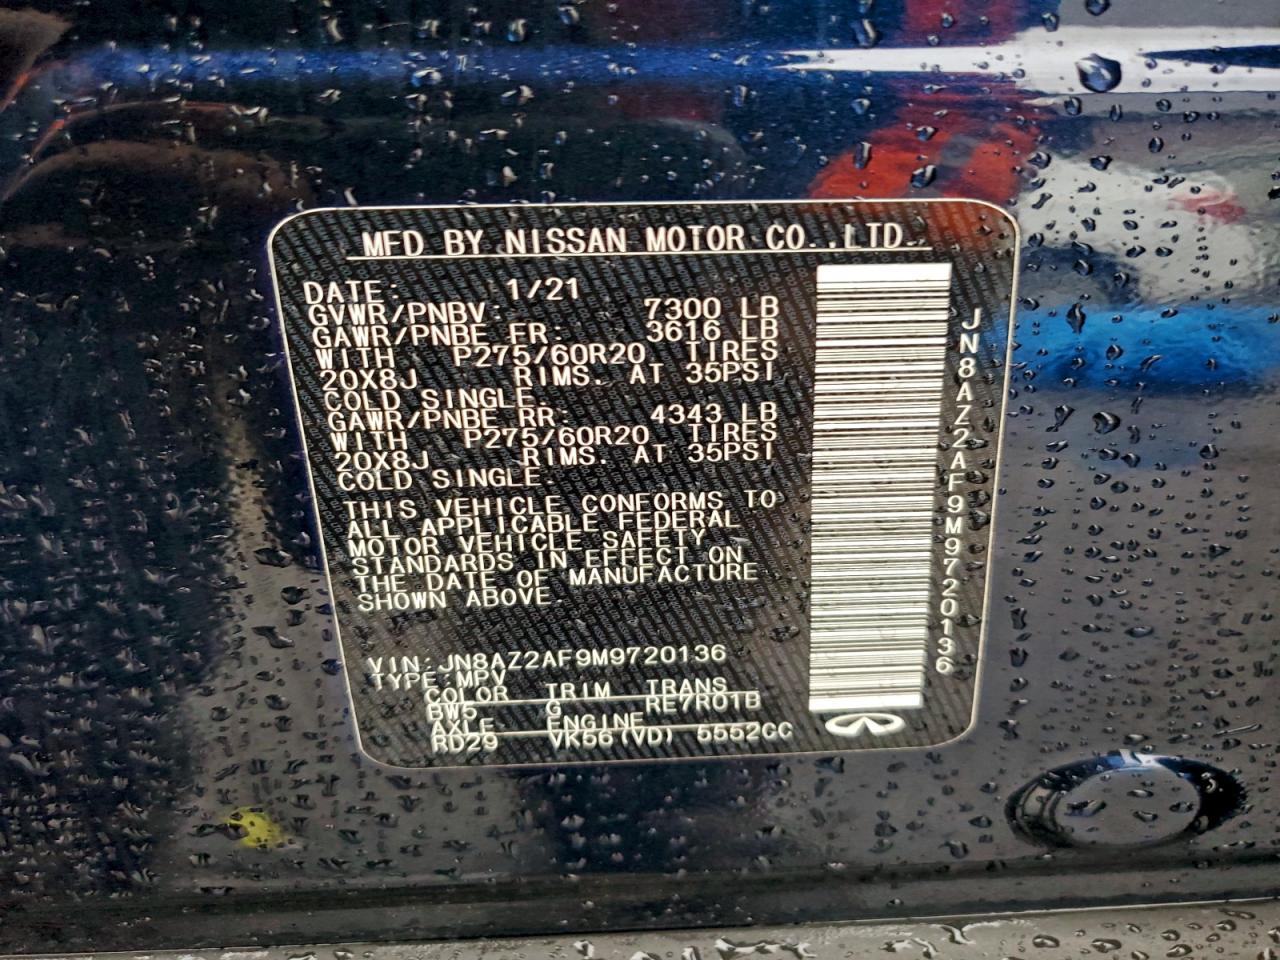 MFD BY NISSAN MOTOR CO.,LTD.
DATE: 1/21
GVWR/PNBV: 7300 LB
GAWR/PNBE FR: 3616 LB
WITH P275/60R20 TIRES
20X8J RIMS. AT 35PSI
COLD SINGLE.
GAWR/PNBE RR: 4343 LB
WITH P275/60R20 TIRES
20X8J RIMS. AT 35PSI
COLD SINGLE.
THIS VEHICLE CONFORMS TO
ALL APPLICABLE FEDERAL
MOTOR VEHICLE SAFETY
STANDARDS IN EFFECT ON
THE DATE OF MANUFACTURE
SHOWN ABOVE.
VIN:JN8AZ2AF9M9720136
TYPE:MPV
COLOR TRIM TRANS
BW5 G RE7R01B
AXLE ENGINE
RD29 VK56(VD) 5552CC
JN8AZ2AF9M9720136